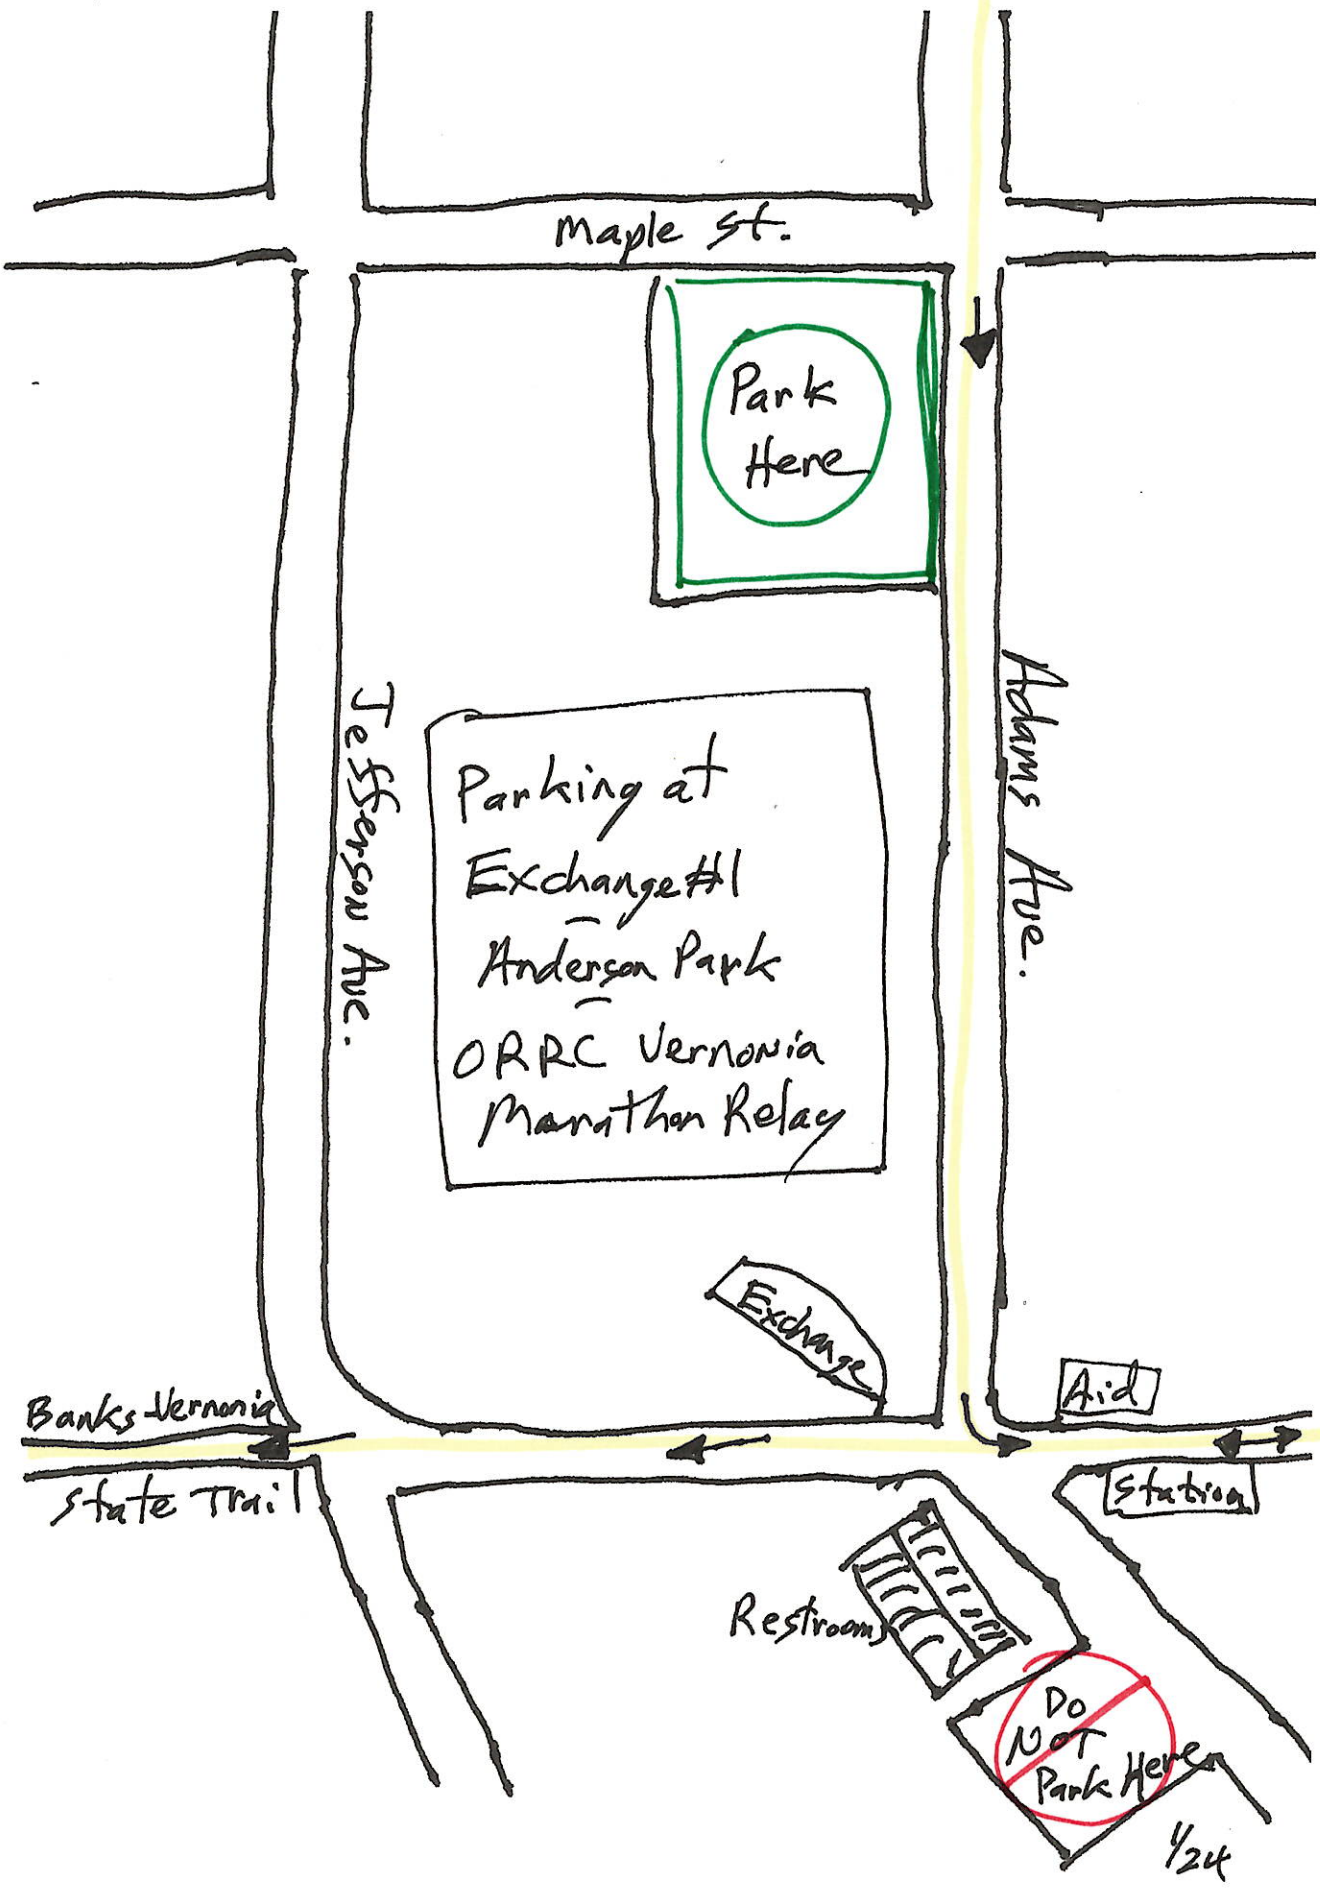 Maple St.
Park
Here
Adams Ave.
Jefferson Ave.
Parking at
Exchange #1
Anderson Park
ORRC Vernonia
Marathon Relay
Exchange
Aid
Station
Banks-Vernonia
State Trail
Restrooms
DO
NOT
Park Here
1/24